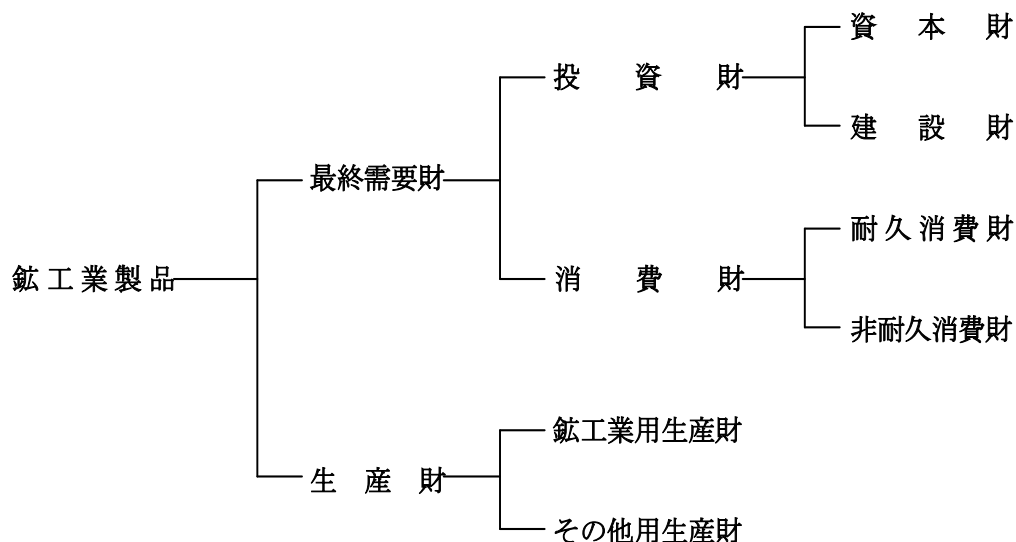 資本財
投資財
建設財
最終需要財
耐久消費財
鉱工業製品
消費財
非耐久消費財
鉱工業用生産財
生産財
その他用生産財